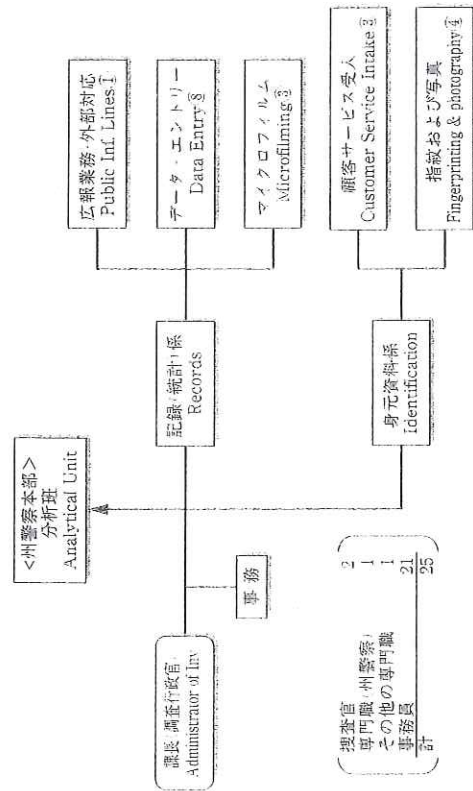 <州警察本部>
分析班
Analytical Unit
課長(調査行政官)
Administrator of Inv
事務
記録(統計)係
Records
身元資料係
Identification
広報業務・外部対応
Public Inf. Lines ①
データ・エントリー
Data Entry ⑧
マイクロフィルム
Microfilming ③
顧客サービス受入
Customer Service Intake ②
指紋および写真
Fingerprinting & photography ④
捜査官 2
専門職(州警察) 1
その他の専門職 1
事務員 21
計 25